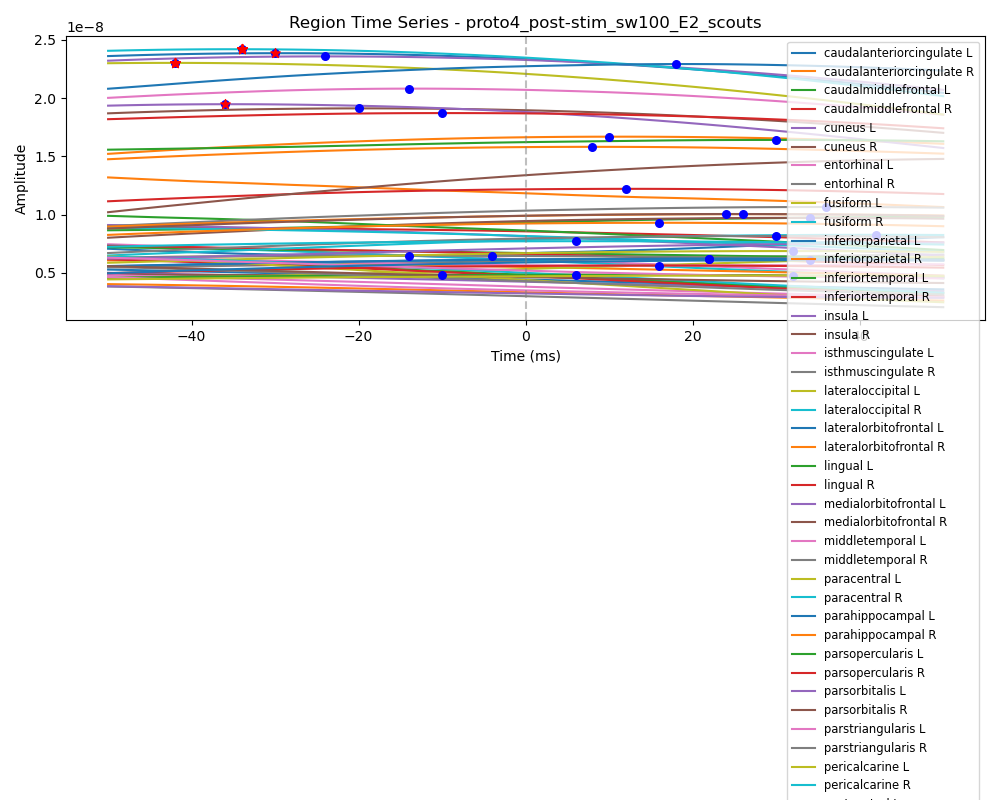 Region Time Series - proto4_post-stim_sw100_E2_scouts
1e−8
2.5
2.0
1.5
1.0
0.5
Amplitude
−40
−20
0
20
Time (ms)
caudalanteriorcingulate L
caudalanteriorcingulate R
caudalmiddlefrontal L
caudalmiddlefrontal R
cuneus L
cuneus R
entorhinal L
entorhinal R
fusiform L
fusiform R
inferiorparietal L
inferiorparietal R
inferiortemporal L
inferiortemporal R
insula L
insula R
isthmuscingulate L
isthmuscingulate R
lateraloccipital L
lateraloccipital R
lateralorbitofrontal L
lateralorbitofrontal R
lingual L
lingual R
medialorbitofrontal L
medialorbitofrontal R
middletemporal L
middletemporal R
paracentral L
paracentral R
parahippocampal L
parahippocampal R
parsopercularis L
parsopercularis R
parsorbitalis L
parsorbitalis R
parstriangularis L
parstriangularis R
pericalcarine L
pericalcarine R